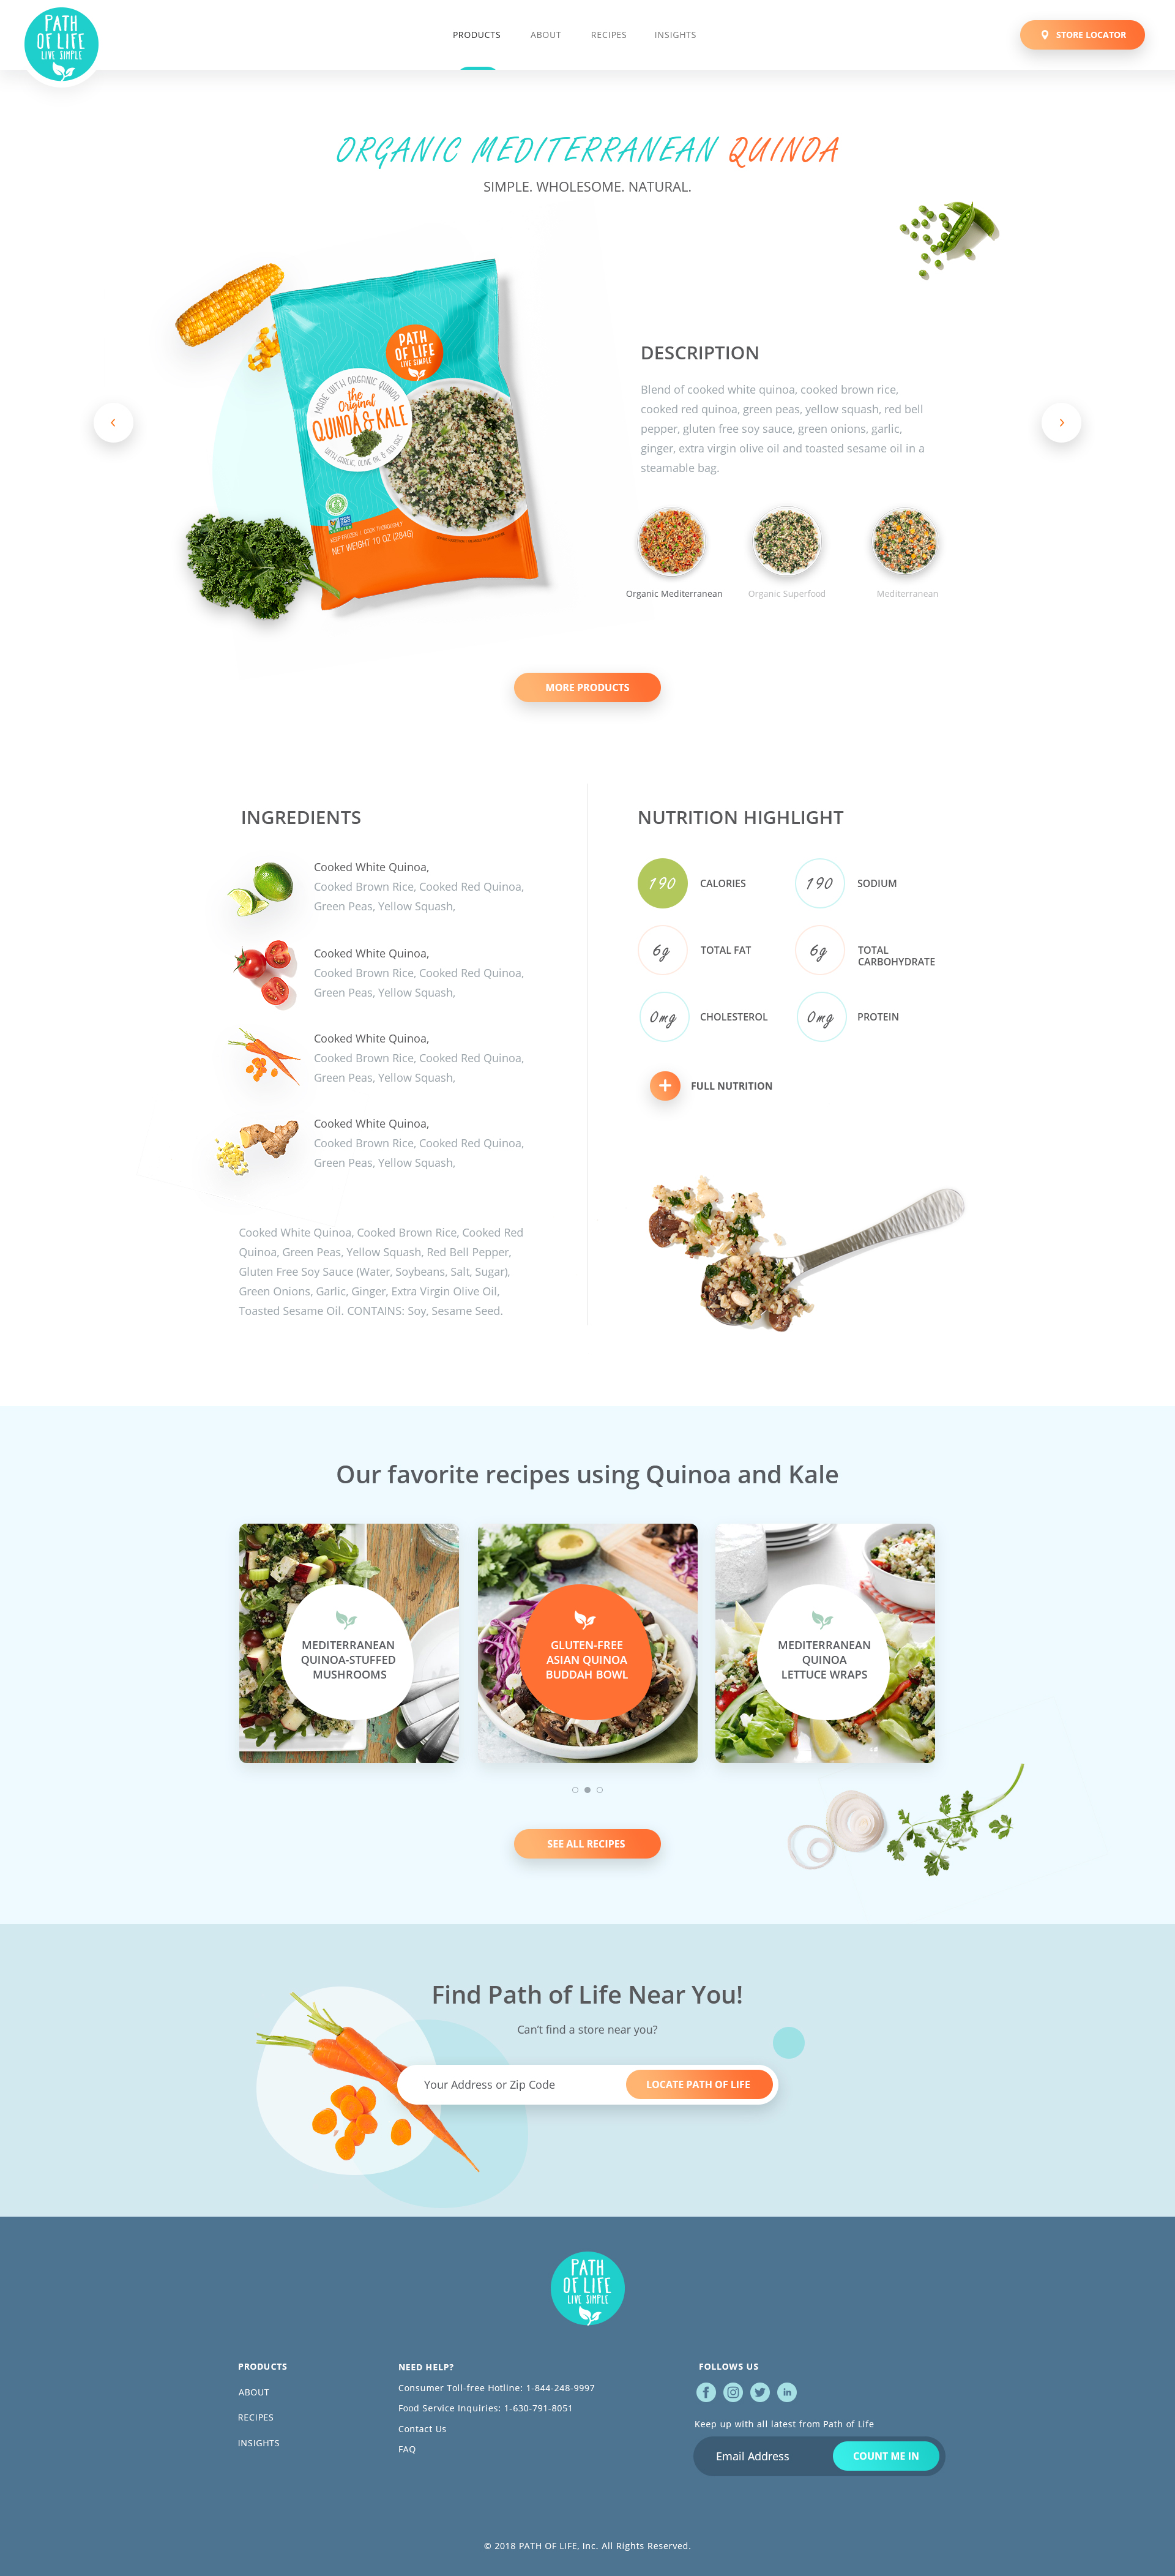 PATH
OF LIFE
LIVE SIMPLE
PRODUCTS
ABOUT
RECIPES
INSIGHTS
STORE LOCATOR
ORGANIC MEDITERRANEAN QUINOA
SIMPLE. WHOLESOME. NATURAL.
PATH
OF LIFE
LIVE SIMPLE
MADE WITH ORGANIC QUINOA
the
Original
QUINOA & KALE
WITH GARLIC, OLIVE OIL & SEA SALT
KEEP FROZEN | COOK THOROUGHLY
NET WEIGHT 10 OZ (284G)
DESCRIPTION
Blend of cooked white quinoa, cooked brown rice,
cooked red quinoa, green peas, yellow squash, red bell
pepper, gluten free soy sauce, green onions, garlic,
ginger, extra virgin olive oil and toasted sesame oil in a
steamable bag.
Organic Mediterranean
Organic Superfood
Mediterranean
MORE PRODUCTS
INGREDIENTS
Cooked White Quinoa,
Cooked Brown Rice, Cooked Red Quinoa,
Green Peas, Yellow Squash,
Cooked White Quinoa,
Cooked Brown Rice, Cooked Red Quinoa,
Green Peas, Yellow Squash,
Cooked White Quinoa,
Cooked Brown Rice, Cooked Red Quinoa,
Green Peas, Yellow Squash,
Cooked White Quinoa,
Cooked Brown Rice, Cooked Red Quinoa,
Green Peas, Yellow Squash,
Cooked White Quinoa, Cooked Brown Rice, Cooked Red
Quinoa, Green Peas, Yellow Squash, Red Bell Pepper,
Gluten Free Soy Sauce (Water, Soybeans, Salt, Sugar),
Green Onions, Garlic, Ginger, Extra Virgin Olive Oil,
Toasted Sesame Oil. CONTAINS: Soy, Sesame Seed.
NUTRITION HIGHLIGHT
190
CALORIES
190
SODIUM
6g
TOTAL FAT
6g
TOTAL
CARBOHYDRATE
0mg
CHOLESTEROL
0mg
PROTEIN
FULL NUTRITION
Our favorite recipes using Quinoa and Kale
MEDITERRANEAN
QUINOA-STUFFED
MUSHROOMS
GLUTEN-FREE
ASIAN QUINOA
BUDDAH BOWL
MEDITERRANEAN
QUINOA
LETTUCE WRAPS
SEE ALL RECIPES
Find Path of Life Near You!
Can't find a store near you?
Your Address or Zip Code
LOCATE PATH OF LIFE
PATH
OF LIFE
LIVE SIMPLE
PRODUCTS
ABOUT
RECIPES
INSIGHTS
NEED HELP?
Consumer Toll-free Hotline: 1-844-248-9997
Food Service Inquiries: 1-630-791-8051
Contact Us
FAQ
FOLLOWS US
Keep up with all latest from Path of Life
Email Address
COUNT ME IN
© 2018 PATH OF LIFE, Inc. All Rights Reserved.